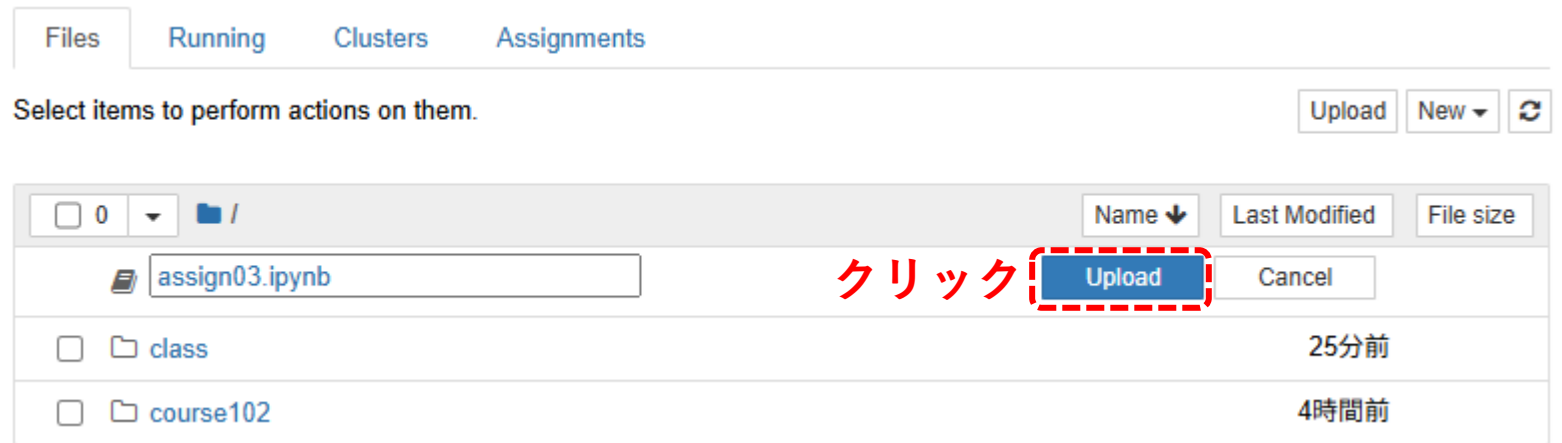 Files Running Clusters Assignments
Select items to perform actions on them. Upload New
0 / Name Last Modified File size
assign03.ipynb クリック Upload Cancel
class 25分前
course102 4時間前